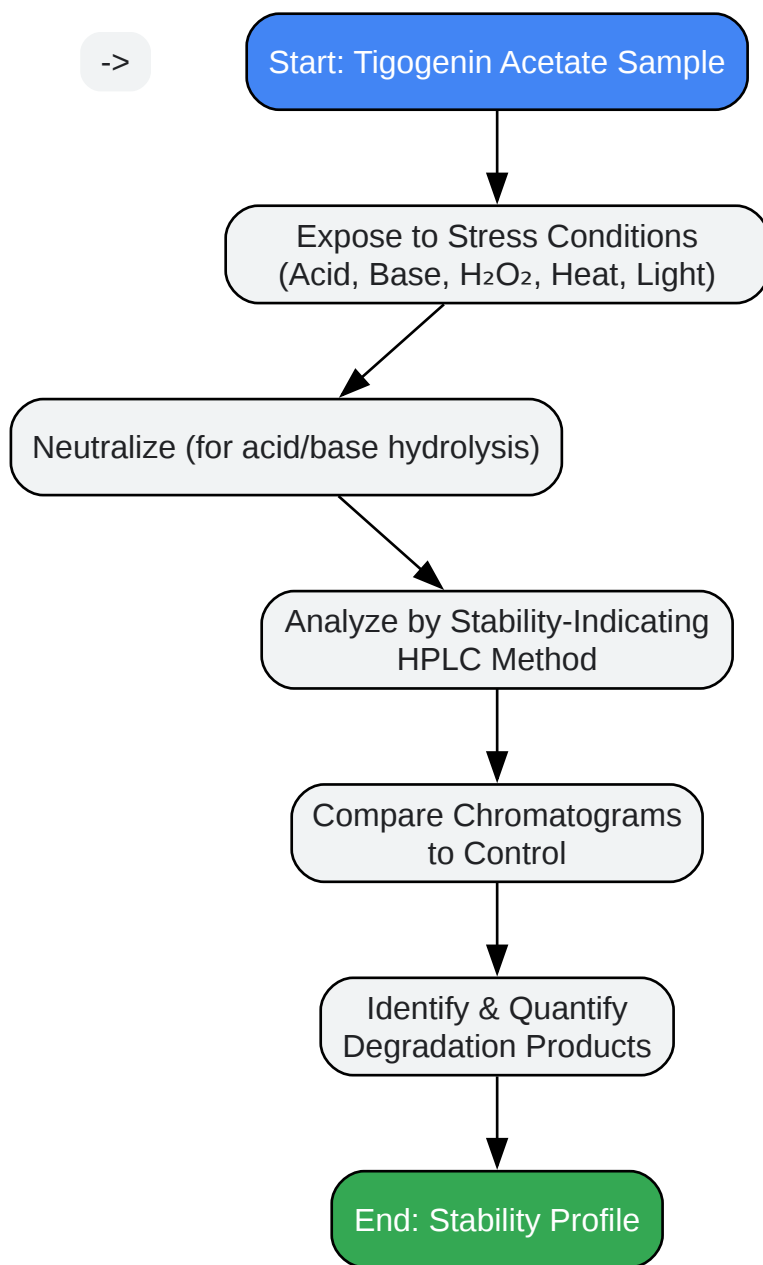 ->
Start: Tigogenin Acetate Sample
Expose to Stress Conditions
(Acid, Base, H₂O₂, Heat, Light)
Neutralize (for acid/base hydrolysis)
Analyze by Stability-Indicating
HPLC Method
Compare Chromatograms
to Control
Identify & Quantify
Degradation Products
End: Stability Profile